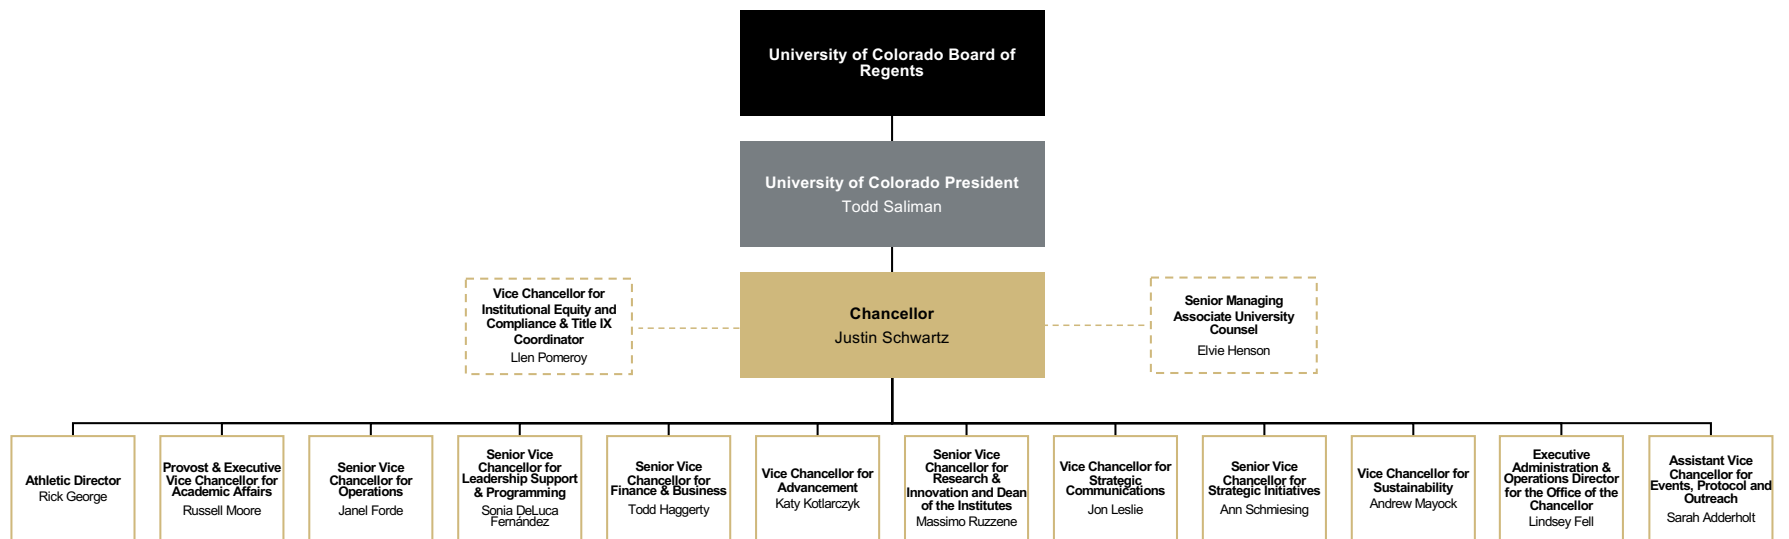 University of Colorado Board of
Regents
University of Colorado President
Todd Saliman
Vice Chancellor for
Institutional Equity and
Compliance & Title IX
Coordinator
Llen Pomeroy
Chancellor
Justin Schwartz
Senior Managing
Associate University
Counsel
Elvie Henson
Athletic Director
Rick George
Provost & Executive
Vice Chancellor for
Academic Affairs
Russell Moore
Senior Vice
Chancellor for
Operations
Janel Forde
Senior Vice
Chancellor for
Leadership Support
& Programming
Sonia DeLuca
Fernández
Senior Vice
Chancellor for
Finance & Business
Todd Haggerty
Vice Chancellor for
Advancement
Katy Kotlarczyk
Senior Vice
Chancellor for
Research &
Innovation and Dean
of the Institutes
Massimo Ruzzene
Vice Chancellor for
Strategic
Communications
Jon Leslie
Senior Vice
Chancellor for
Strategic Initiatives
Ann Schmiesing
Vice Chancellor for
Sustainability
Andrew Mayock
Executive
Administration &
Operations Director
for the Office of the
Chancellor
Lindsey Fell
Assistant Vice
Chancellor for
Events, Protocol and
Outreach
Sarah Adderholt